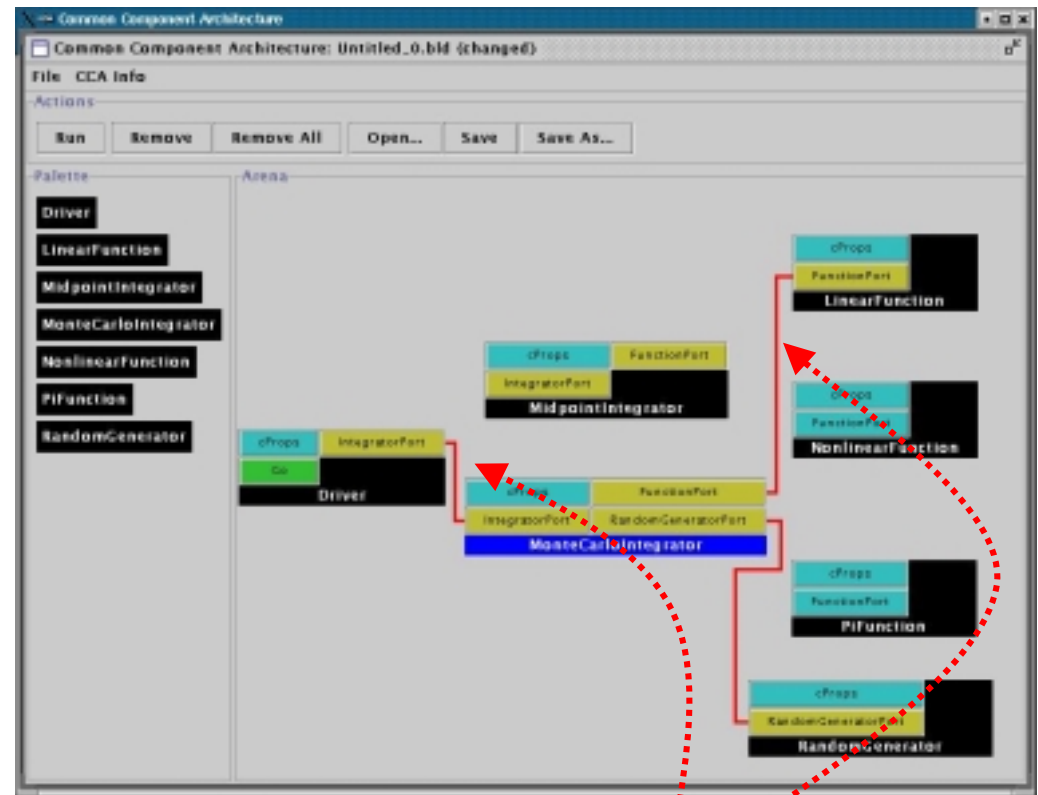 Common Component Architecture
Common Component Architecture: Untitled_0.bld (changed)
File CCA Info
Actions
Run Remove Remove All Open... Save Save As...
Palette
Arena
Driver
LinearFunction
MidpointIntegrator
MonteCarloIntegrator
NonlinearFunction
PiFunction
RandomGenerator
cProps
FunctionPort
LinearFunction
cProps FunctionPort
IntegratorPort
MidpointIntegrator
cProps
FunctionPort
NonlinearFunction
cProps IntegratorPort
Go
Driver
cProps FunctionPort
IntegratorPort RandomGeneratorPort
MonteCarloIntegrator
cProps
FunctionPort
PiFunction
cProps
RandomGeneratorPort
RandomGenerator